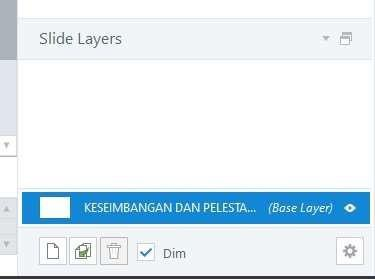 Slide Layers
KESEIMBANGAN DAN PELESTA... (Base Layer)
Dim